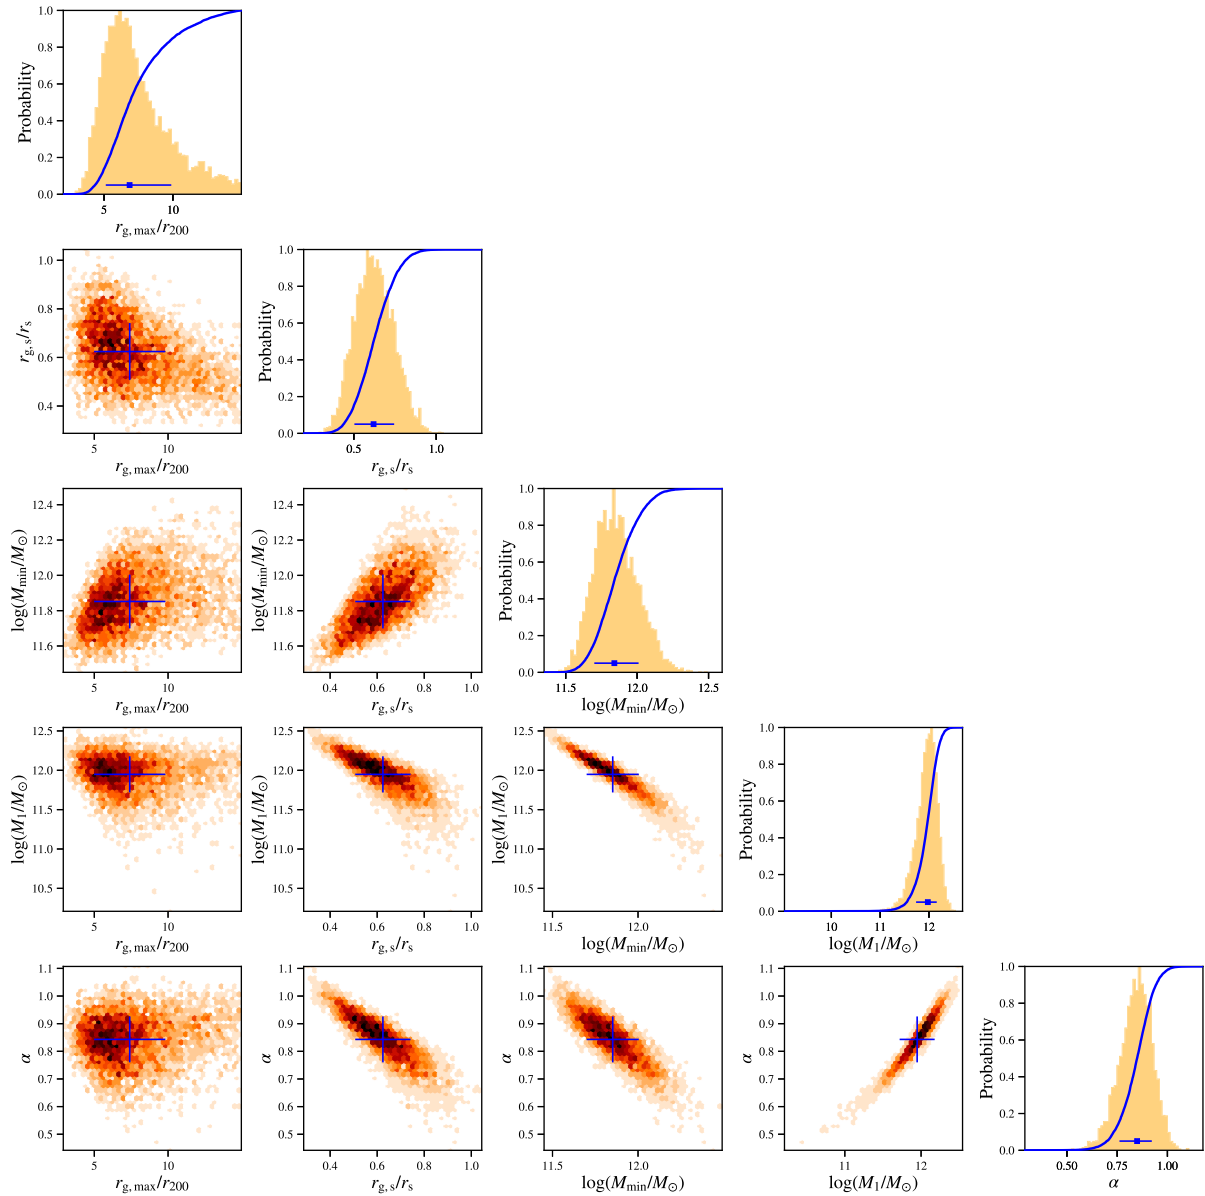 1.0
0.8
0.6
0.4
0.2
0.0
Probability
5 10
r_g,max/r_200
1.0
0.8
0.6
0.4
r_g,s/r_s
5 10
r_g,max/r_200
1.0
0.8
0.6
0.4
0.2
0.0
Probability
0.5 1.0
r_g,s/r_s
12.4
12.2
12.0
11.8
11.6
log(M_min/M_⊙)
5 10
r_g,max/r_200
12.4
12.2
12.0
11.8
11.6
log(M_min/M_⊙)
0.4 0.6 0.8 1.0
r_g,s/r_s
1.0
0.8
0.6
0.4
0.2
0.0
Probability
11.5 12.0 12.5
log(M_min/M_⊙)
12.5
12.0
11.5
11.0
10.5
log(M_1/M_⊙)
5 10
r_g,max/r_200
12.5
12.0
11.5
11.0
10.5
log(M_1/M_⊙)
0.4 0.6 0.8 1.0
r_g,s/r_s
12.5
12.0
11.5
11.0
10.5
log(M_1/M_⊙)
11.5 12.0
log(M_min/M_⊙)
1.0
0.8
0.6
0.4
0.2
0.0
Probability
10 11 12
log(M_1/M_⊙)
1.1
1.0
0.9
0.8
0.7
0.6
0.5
α
5 10
r_g,max/r_200
1.1
1.0
0.9
0.8
0.7
0.6
0.5
α
0.4 0.6 0.8 1.0
r_g,s/r_s
1.1
1.0
0.9
0.8
0.7
0.6
0.5
α
11.5 12.0
log(M_min/M_⊙)
1.1
1.0
0.9
0.8
0.7
0.6
0.5
α
11 12
log(M_1/M_⊙)
1.0
0.8
0.6
0.4
0.2
0.0
Probability
0.50 0.75 1.00
α